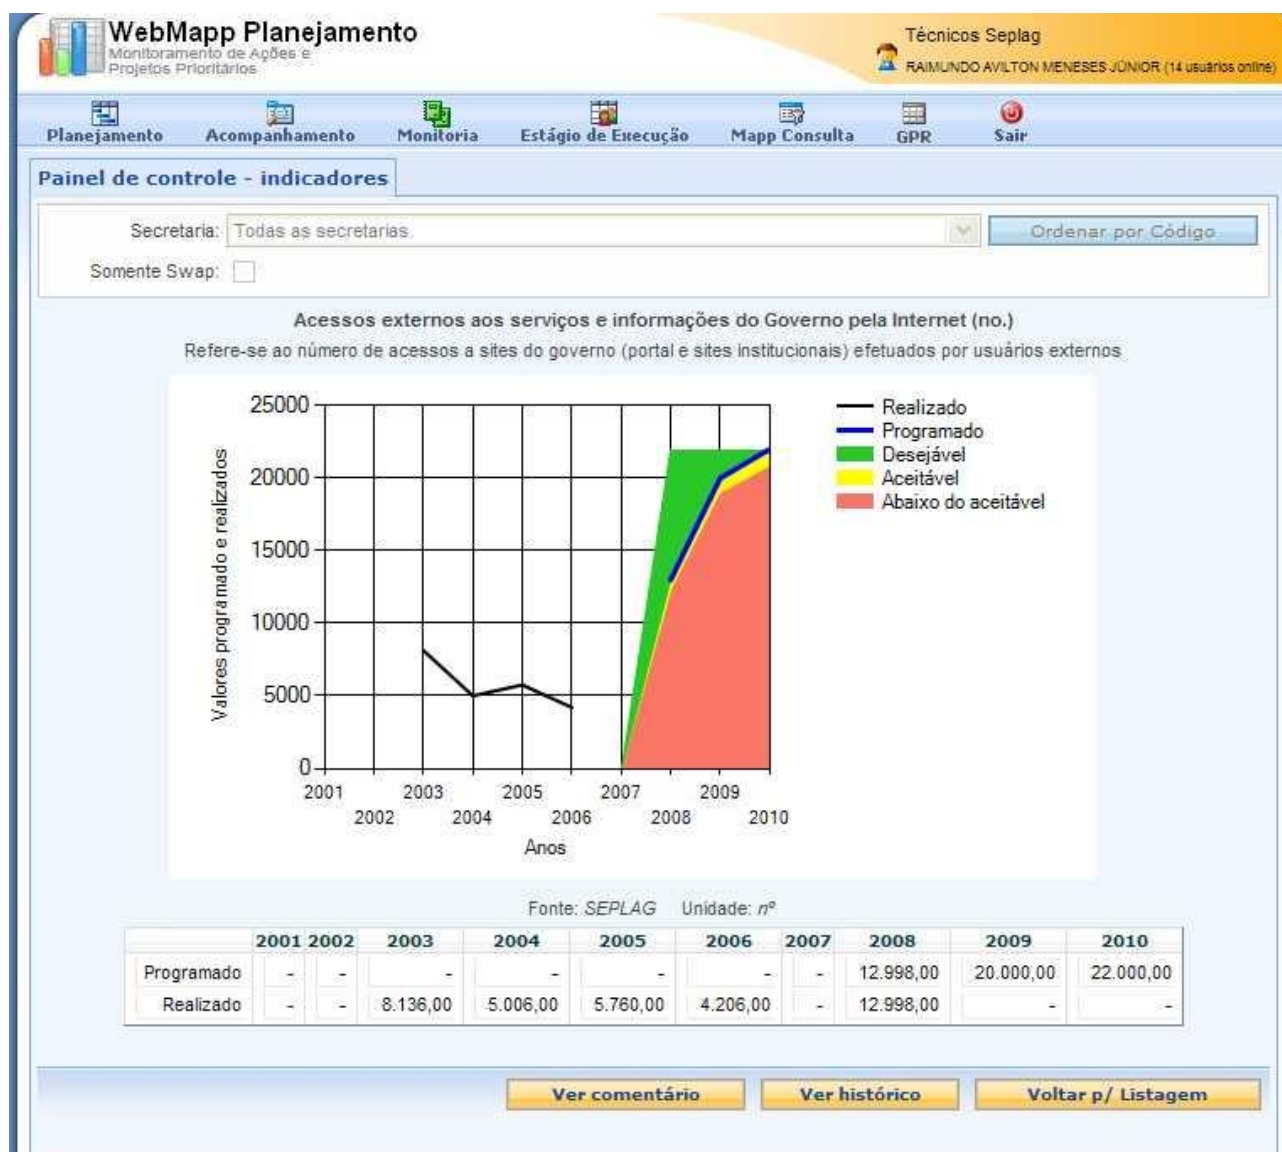 WebMapp Planejamento
Monitoramento de Ações e
Projetos Prioritários
Técnicos Seplag
RAIMUNDO AVILTON MENESES JÚNIOR (14 usuários online)
Planejamento Acompanhamento Monitoria Estágio de Execução Mapp Consulta GPR Sair
Painel de controle - indicadores
Secretaria: Todas as secretarias Ordenar por Código
Somente Swap:
Acessos externos aos serviços e informações do Governo pela Internet (no.)
Refere-se ao número de acessos a sites do governo (portal e sites institucionais) efetuados por usuários externos
Valores programado e realizados
25000
20000
15000
10000
5000
0
2001 2003 2005 2007 2009
2002 2004 2006 2008 2010
Anos
Realizado
Programado
Desejável
Aceitável
Abaixo do aceitável
Fonte: SEPLAG Unidade: nº
2001 2002 2003 2004 2005 2006 2007 2008 2009 2010
Programado - - - - - - - 12.998,00 20.000,00 22.000,00
Realizado - - 8.136,00 5.006,00 5.760,00 4.206,00 - 12.998,00 - -
Ver comentário Ver histórico Voltar p/ Listagem